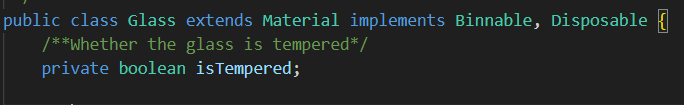 public class Glass extends Material implements Binnable, Disposable {
/**Whether the glass is tempered*/
private boolean isTempered;